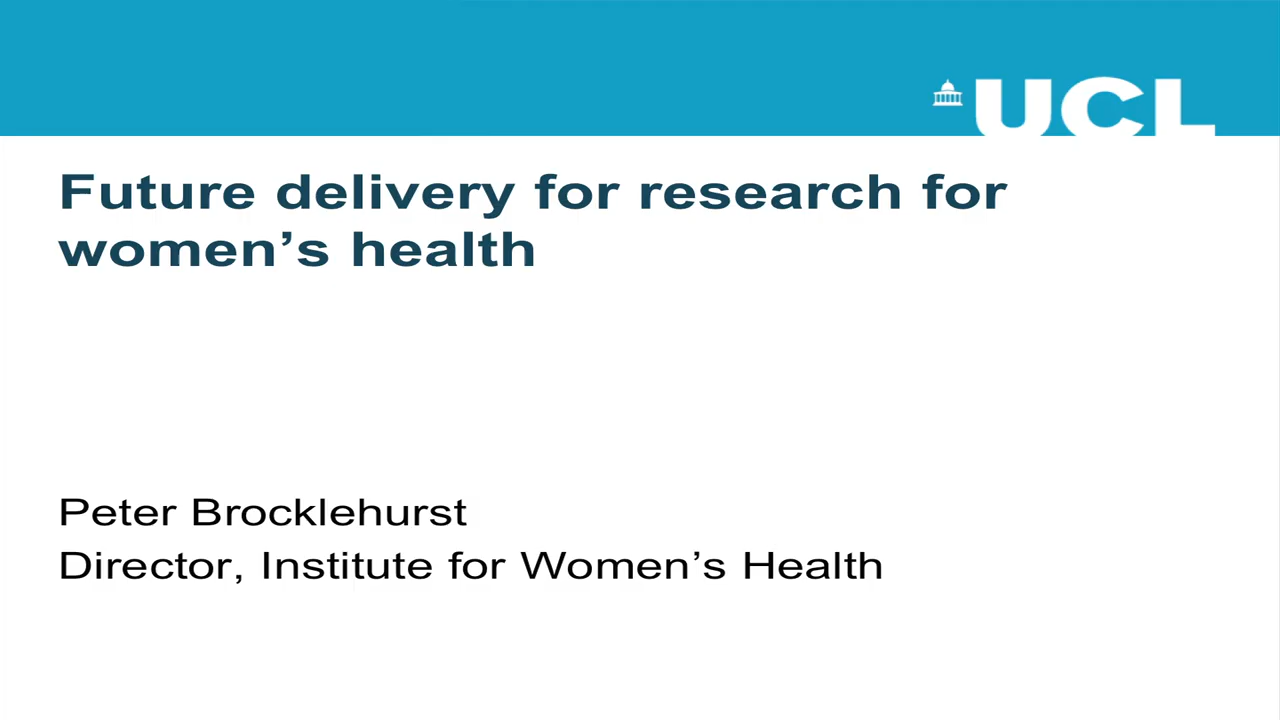 UCL
Future delivery for research for
women’s health
Peter Brocklehurst
Director, Institute for Women’s Health